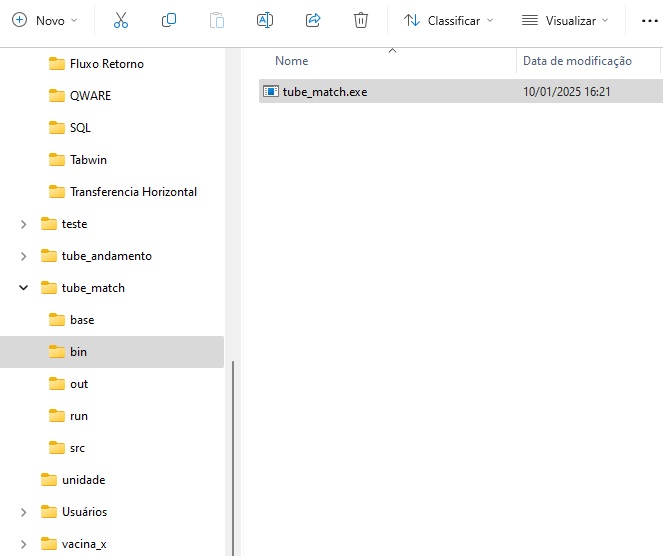 Novo Classificar Visualizar
Fluxo Retorno
QWARE
SQL
Tabwin
Transferencia Horizontal
teste
tube_andamento
tube_match
base
bin
out
run
src
unidade
Usuários
vacina_x
Nome Data de modificação
tube_match.exe 10/01/2025 16:21